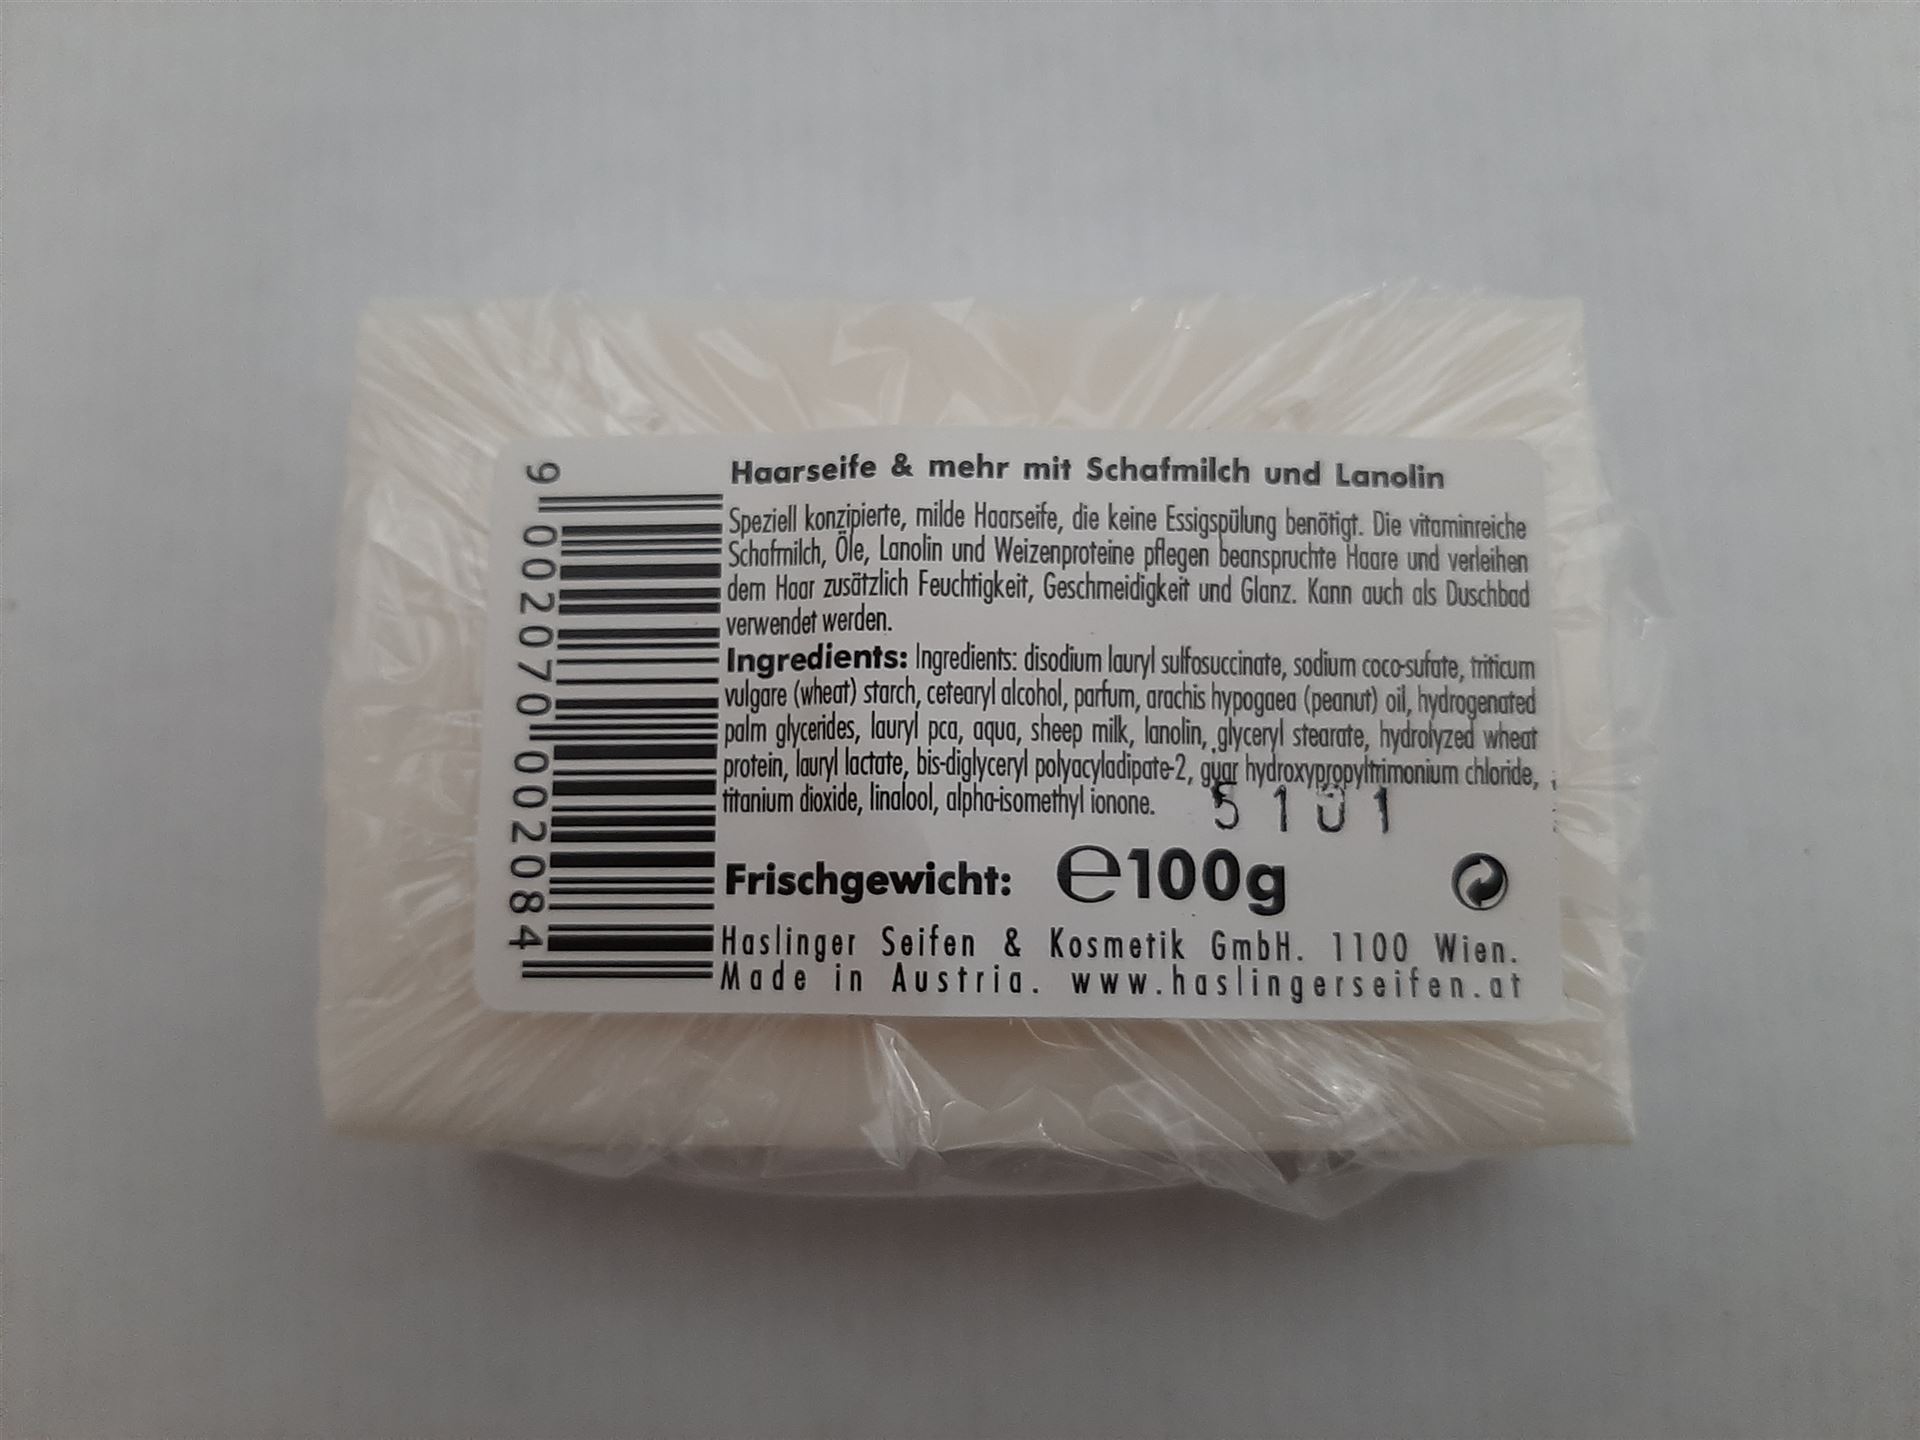 Haarseife & mehr mit Schafmilch und Lanolin
Speziell konzipierte, milde Haarseife, die keine Essigspülung benötigt. Die vitaminreiche
Schafmilch, Öle, Lanolin und Weizenproteine pflegen beanspruchte Haare und verleihen
dem Haar zusätzlich Feuchtigkeit, Geschmeidigkeit und Glanz. Kann auch als Duschbad
verwendet werden.
Ingredients: Ingredients: disodium lauryl sulfosuccinate, sodium coco-sufate, triticum
vulgare (wheat) starch, cetearyl alcohol, parfum, arachis hypogaea (peanut) oil, hydrogenated
palm glycerides, lauryl pca, aqua, sheep milk, lanolin, glyceryl stearate, hydrolyzed wheat
protein, lauryl lactate, bis-diglyceryl polyacyladipate-2, guar hydroxypropyltrimonium chloride,
titanium dioxide, linalool, alpha-isomethyl ionone.
5101
Frischgewicht: ℮100g
Haslinger Seifen & Kosmetik GmbH. 1100 Wien.
Made in Austria. www.haslingerseifen.at
9 002070 002084